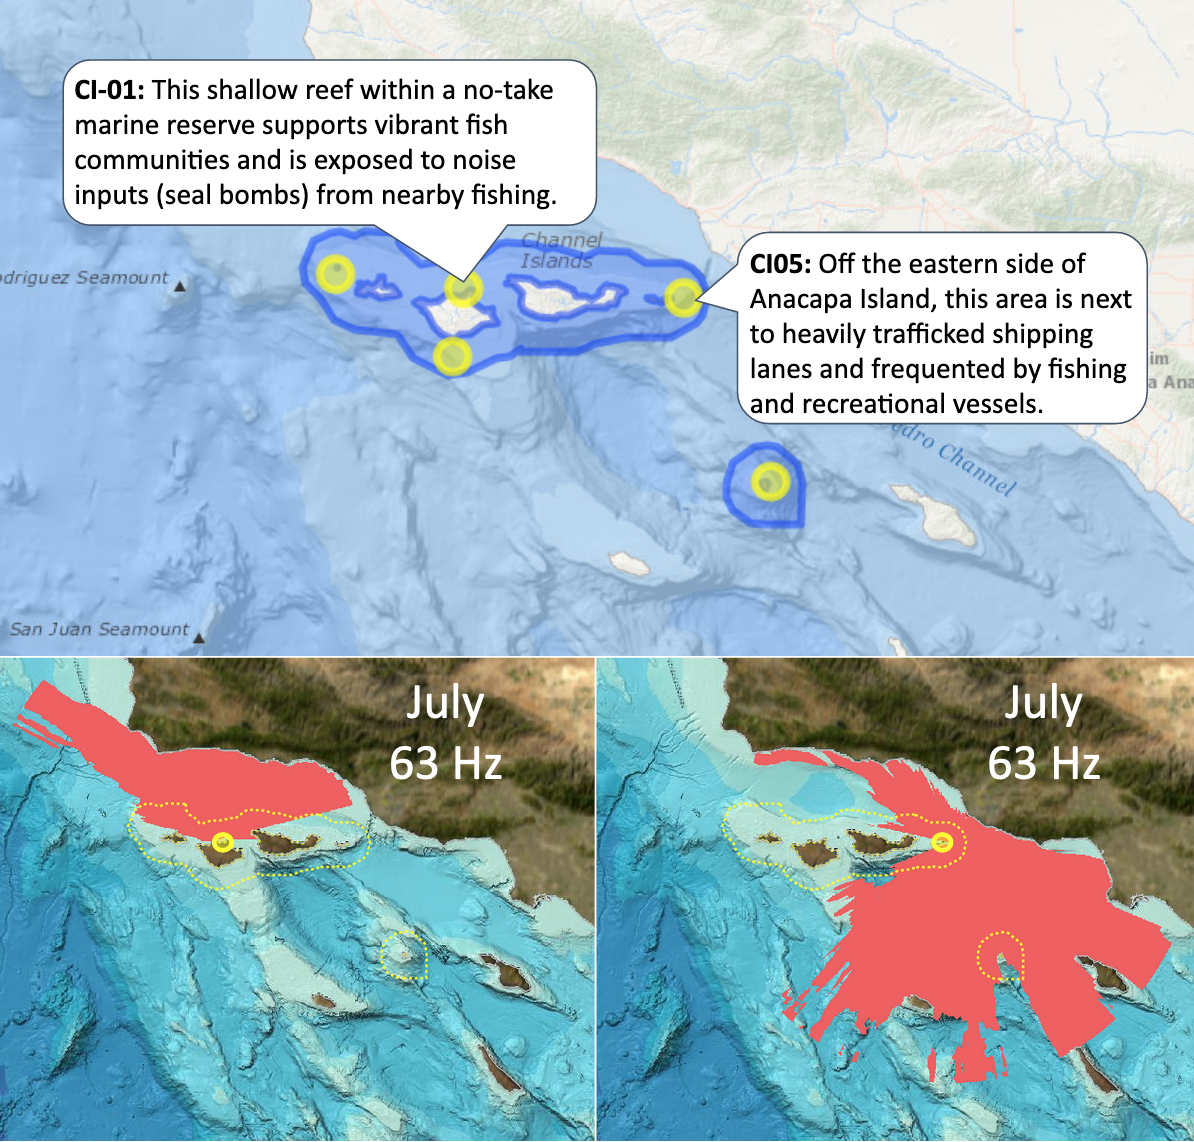 CI-01: This shallow reef within a no-take
marine reserve supports vibrant fish
communities and is exposed to noise
inputs (seal bombs) from nearby fishing.
Channel
Islands
CI05: Off the eastern side of
Anacapa Island, this area is next
to heavily trafficked shipping
lanes and frequented by fishing
and recreational vessels.
odriguez Seamount
im
a Ana
edro Channel
San Juan Seamount
July
63 Hz
July
63 Hz